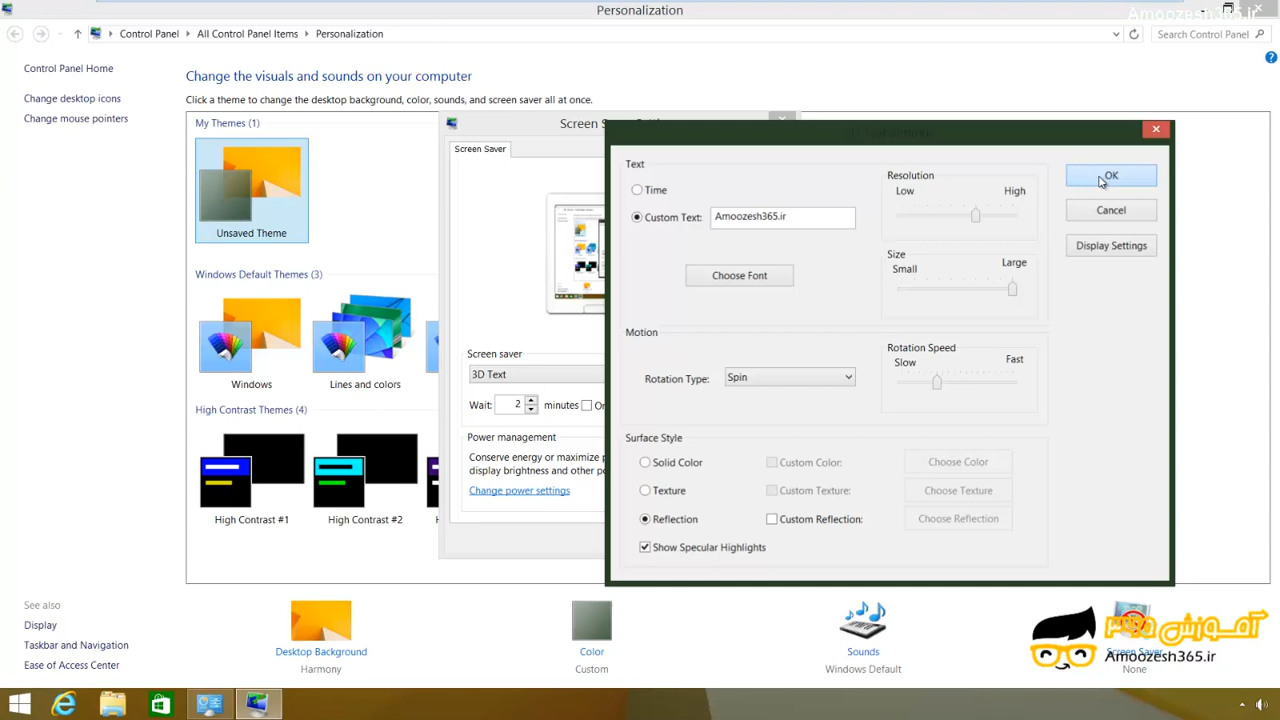 Personalization
Amoozesh365.ir
Control Panel
All Control Panel Items
Personalization
Search Control Panel
Control Panel Home
Change desktop icons
Change mouse pointers
Change the visuals and sounds on your computer
Click a theme to change the desktop background, color, sounds, and screen saver all at once.
My Themes (1)
Unsaved Theme
Windows Default Themes (3)
Windows
Lines and colors
High Contrast Themes (4)
High Contrast #1
High Contrast #2
Screen
Screen Saver
Screen saver
3D Text
Wait:
2
minutes
Power management
Conserve energy or maximize
display brightness and other
Change power settings
Text
Time
Custom Text:
Amoozesh365.ir
Choose Font
Resolution
Low
High
Size
Small
Large
OK
Cancel
Display Settings
Motion
Rotation Type:
Spin
Rotation Speed
Slow
Fast
Surface Style
Solid Color
Custom Color:
Choose Color
Texture
Custom Texture:
Choose Texture
Reflection
Custom Reflection:
Choose Reflection
Show Specular Highlights
See also
Display
Taskbar and Navigation
Ease of Access Center
Desktop Background
Harmony
Color
Custom
Sounds
Windows Default
Screen Saver
None
آموزش ۳۶۵
Amoozesh365.ir